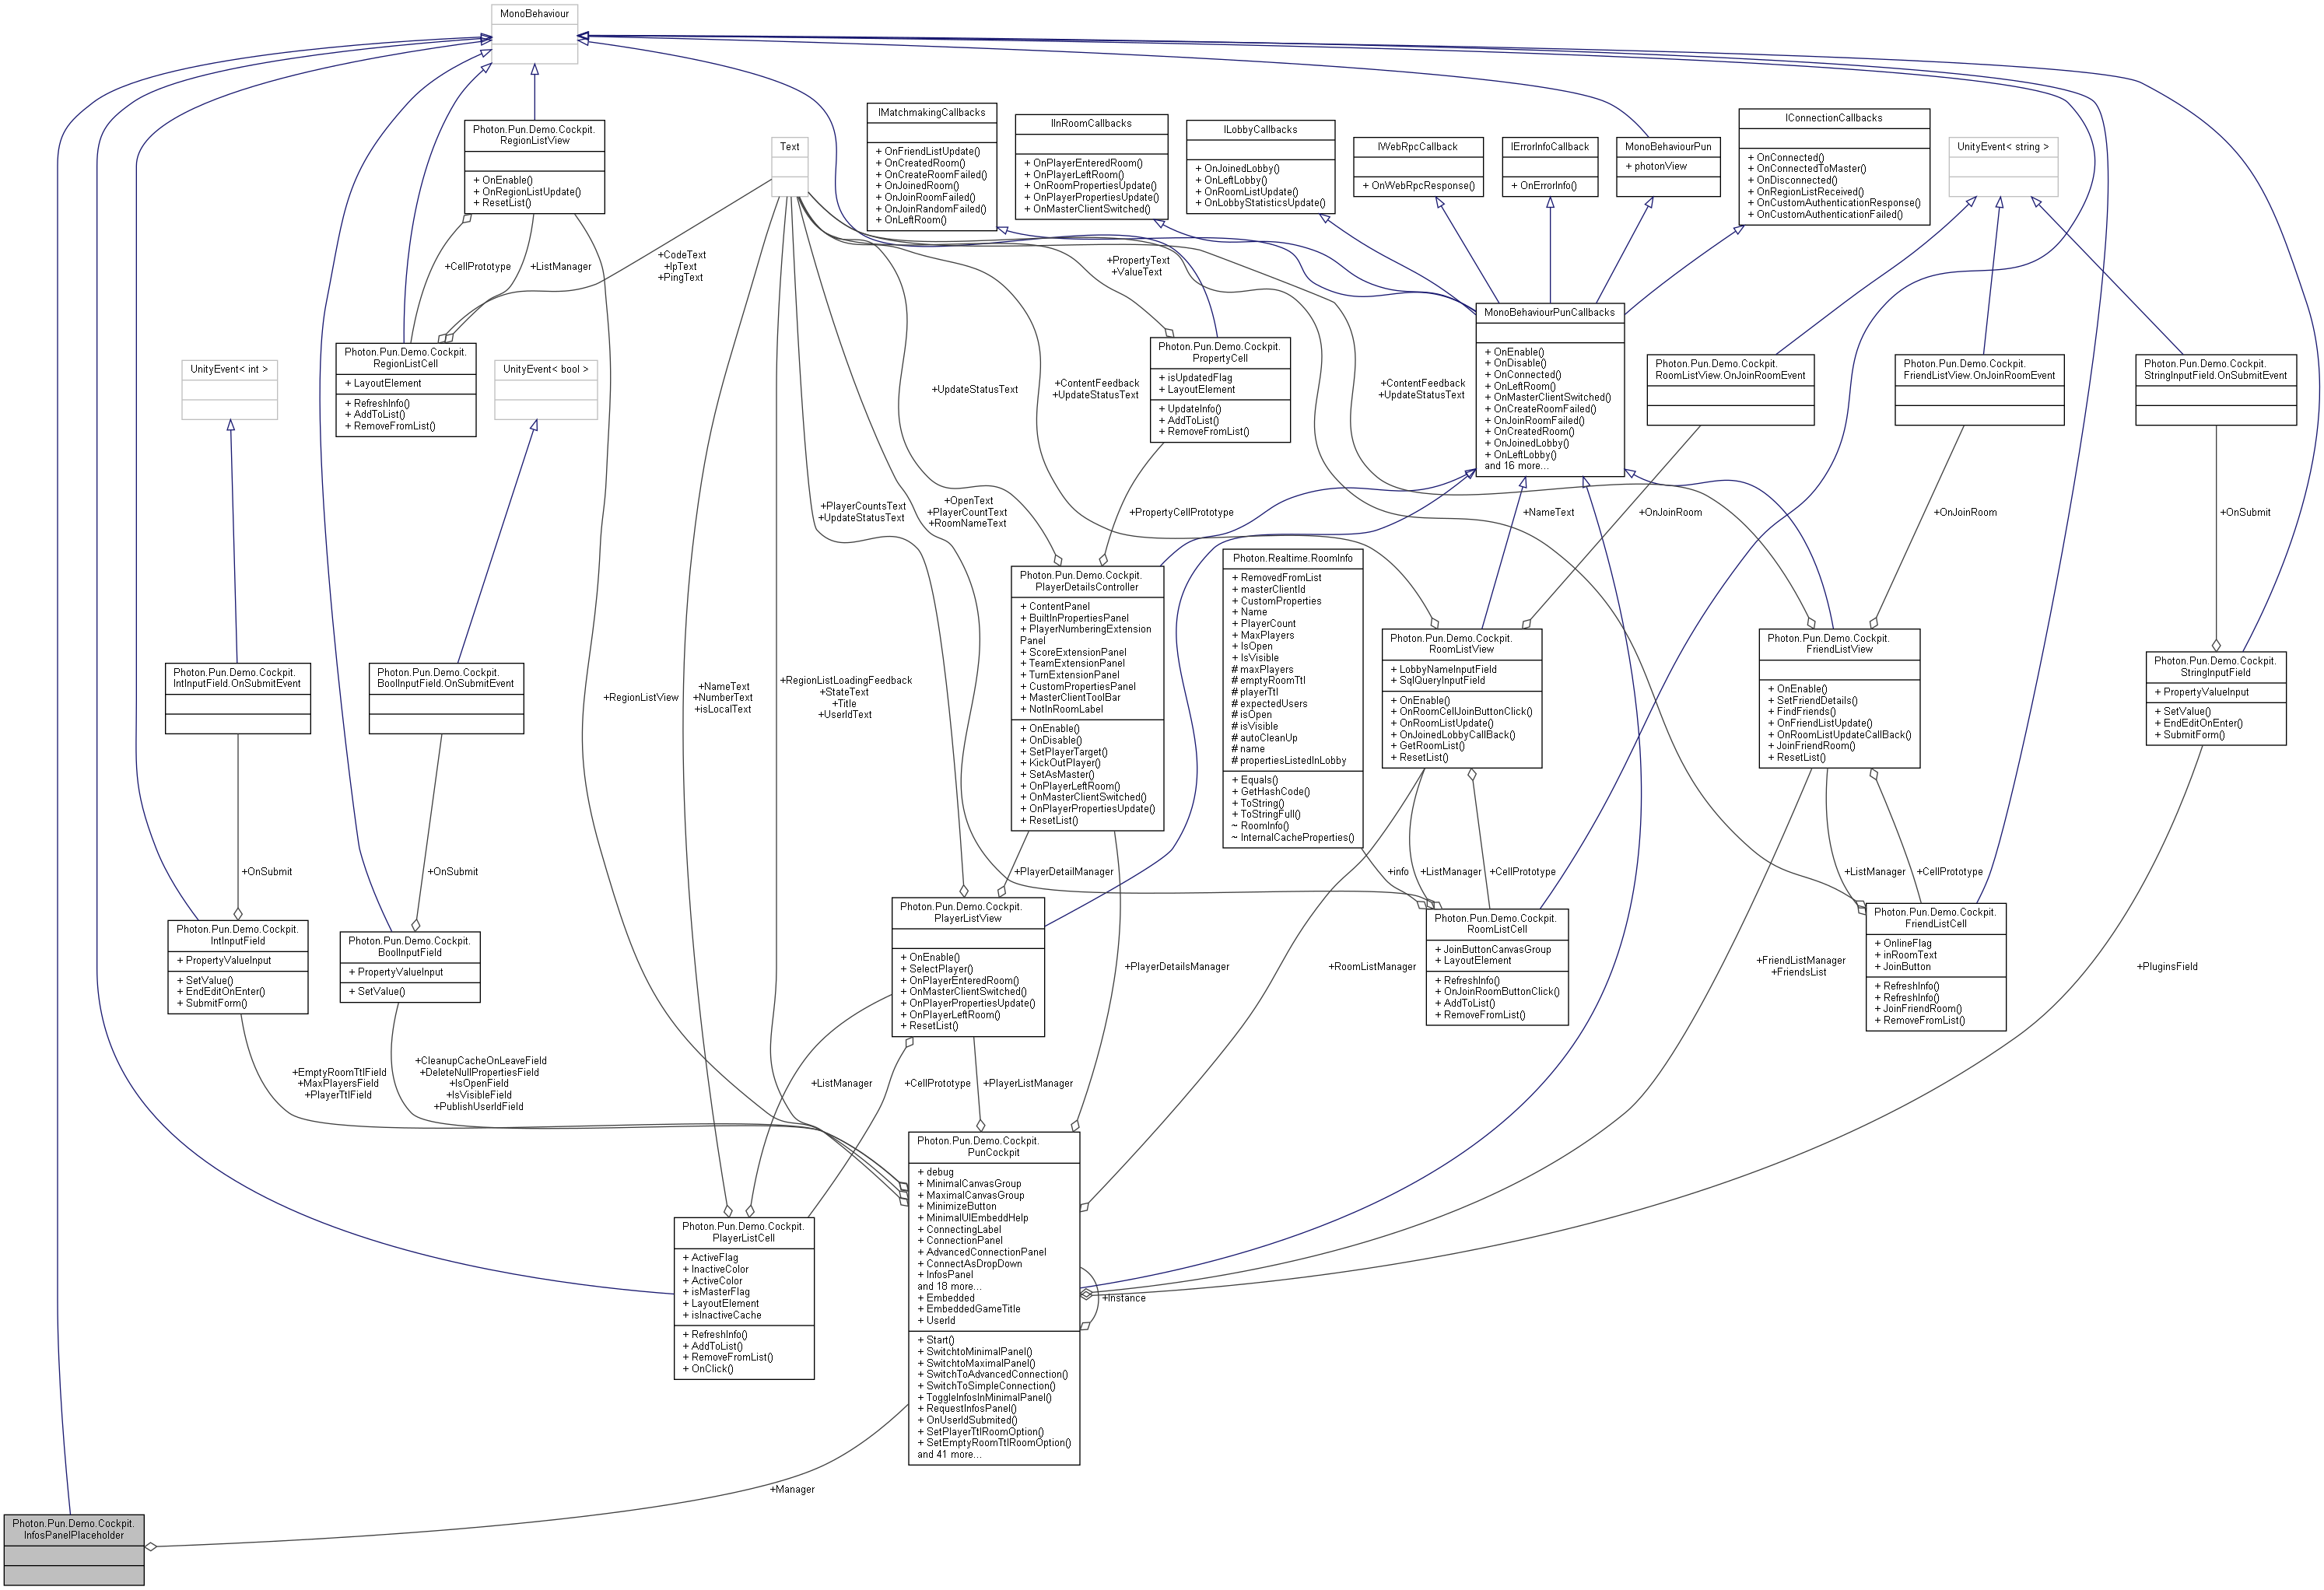 MonoBehaviour
Photon.Pun.Demo.Cockpit.
RegionListView
+ OnEnable()
+ OnRegionListUpdate()
+ ResetList()
Text
IMatchmakingCallbacks
+ OnFriendListUpdate()
+ OnCreatedRoom()
+ OnCreateRoomFailed()
+ OnJoinedRoom()
+ OnJoinRoomFailed()
+ OnJoinRandomFailed()
+ OnLeftRoom()
IInRoomCallbacks
+ OnPlayerEnteredRoom()
+ OnPlayerLeftRoom()
+ OnRoomPropertiesUpdate()
+ OnPlayerPropertiesUpdate()
+ OnMasterClientSwitched()
ILobbyCallbacks
+ OnJoinedLobby()
+ OnLeftLobby()
+ OnRoomListUpdate()
+ OnLobbyStatisticsUpdate()
IWebRpcCallback
+ OnWebRpcResponse()
IErrorInfoCallback
+ OnErrorInfo()
MonoBehaviourPun
+ photonView
IConnectionCallbacks
+ OnConnected()
+ OnConnectedToMaster()
+ OnDisconnected()
+ OnRegionListReceived()
+ OnCustomAuthenticationResponse()
+ OnCustomAuthenticationFailed()
UnityEvent< string >
+CellPrototype
+ListManager
+CodeText
+IpText
+PingText
+PropertyText
+ValueText
Photon.Pun.Demo.Cockpit.
RegionListCell
+ LayoutElement
+ RefreshInfo()
+ AddToList()
+ RemoveFromList()
UnityEvent< int >
UnityEvent< bool >
+UpdateStatusText
+ContentFeedback
+UpdateStatusText
Photon.Pun.Demo.Cockpit.
PropertyCell
+ isUpdatedFlag
+ LayoutElement
+ UpdateInfo()
+ AddToList()
+ RemoveFromList()
+ContentFeedback
+UpdateStatusText
MonoBehaviourPunCallbacks
+ OnEnable()
+ OnDisable()
+ OnConnected()
+ OnLeftRoom()
+ OnMasterClientSwitched()
+ OnCreateRoomFailed()
+ OnJoinRoomFailed()
+ OnCreatedRoom()
+ OnJoinedLobby()
+ OnLeftLobby()
and 16 more...
Photon.Pun.Demo.Cockpit.
RoomListView.OnJoinRoomEvent
Photon.Pun.Demo.Cockpit.
FriendListView.OnJoinRoomEvent
Photon.Pun.Demo.Cockpit.
StringInputField.OnSubmitEvent
+PlayerCountsText
+UpdateStatusText
+OpenText
+PlayerCountText
+RoomNameText
+PropertyCellPrototype
+NameText
+OnJoinRoom
+OnJoinRoom
+OnSubmit
Photon.Pun.Demo.Cockpit.
PlayerDetailsController
+ ContentPanel
+ BuiltInPropertiesPanel
+ PlayerNumberingExtension
Panel
+ ScoreExtensionPanel
+ TeamExtensionPanel
+ TurnExtensionPanel
+ CustomPropertiesPanel
+ MasterClientToolBar
+ NotInRoomLabel
+ OnEnable()
+ OnDisable()
+ SetPlayerTarget()
+ KickOutPlayer()
+ SetAsMaster()
+ OnPlayerLeftRoom()
+ OnMasterClientSwitched()
+ OnPlayerPropertiesUpdate()
+ ResetList()
Photon.Realtime.RoomInfo
+ RemovedFromList
+ masterClientId
+ CustomProperties
+ Name
+ PlayerCount
+ MaxPlayers
+ IsOpen
+ IsVisible
# maxPlayers
# emptyRoomTtl
# playerTtl
# expectedUsers
# isOpen
# isVisible
# autoCleanUp
# name
# propertiesListedInLobby
+ Equals()
+ GetHashCode()
+ ToString()
+ ToStringFull()
~ RoomInfo()
~ InternalCacheProperties()
Photon.Pun.Demo.Cockpit.
RoomListView
+ LobbyNameInputField
+ SqlQueryInputField
+ OnEnable()
+ OnRoomCellJoinButtonClick()
+ OnRoomListUpdate()
+ OnJoinedLobbyCallBack()
+ GetRoomList()
+ ResetList()
Photon.Pun.Demo.Cockpit.
FriendListView
+ OnEnable()
+ SetFriendDetails()
+ FindFriends()
+ OnFriendListUpdate()
+ OnRoomListUpdateCallBack()
+ JoinFriendRoom()
+ ResetList()
Photon.Pun.Demo.Cockpit.
StringInputField
+ PropertyValueInput
+ SetValue()
+ EndEditOnEnter()
+ SubmitForm()
Photon.Pun.Demo.Cockpit.
IntInputField.OnSubmitEvent
Photon.Pun.Demo.Cockpit.
BoolInputField.OnSubmitEvent
+RegionListView
+NameText
+NumberText
+isLocalText
+RegionListLoadingFeedback
+StateText
+Title
+UserIdText
+OnSubmit
+OnSubmit
+PlayerDetailManager
+info
+ListManager
+CellPrototype
+ListManager
+CellPrototype
Photon.Pun.Demo.Cockpit.
IntInputField
+ PropertyValueInput
+ SetValue()
+ EndEditOnEnter()
+ SubmitForm()
Photon.Pun.Demo.Cockpit.
BoolInputField
+ PropertyValueInput
+ SetValue()
Photon.Pun.Demo.Cockpit.
PlayerListView
+ OnEnable()
+ SelectPlayer()
+ OnPlayerEnteredRoom()
+ OnMasterClientSwitched()
+ OnPlayerPropertiesUpdate()
+ OnPlayerLeftRoom()
+ ResetList()
+PlayerDetailsManager
+RoomListManager
Photon.Pun.Demo.Cockpit.
RoomListCell
+ JoinButtonCanvasGroup
+ LayoutElement
+ RefreshInfo()
+ OnJoinRoomButtonClick()
+ AddToList()
+ RemoveFromList()
+FriendListManager
+FriendsList
Photon.Pun.Demo.Cockpit.
FriendListCell
+ OnlineFlag
+ inRoomText
+ JoinButton
+ RefreshInfo()
+ RefreshInfo()
+ JoinFriendRoom()
+ RemoveFromList()
+PluginsField
+EmptyRoomTtlField
+MaxPlayersField
+PlayerTtlField
+CleanupCacheOnLeaveField
+DeleteNullPropertiesField
+IsOpenField
+IsVisibleField
+PublishUserIdField
+ListManager
+CellPrototype
+PlayerListManager
Photon.Pun.Demo.Cockpit.
PunCockpit
+ debug
+ MinimalCanvasGroup
+ MaximalCanvasGroup
+ MinimizeButton
+ MinimalUIEmbeddHelp
+ ConnectingLabel
+ ConnectionPanel
+ AdvancedConnectionPanel
+ ConnectAsDropDown
+ InfosPanel
and 18 more...
+ Embedded
+ EmbeddedGameTitle
+ UserId
+ Start()
+ SwitchtoMinimalPanel()
+ SwitchtoMaximalPanel()
+ SwitchToAdvancedConnection()
+ SwitchToSimpleConnection()
+ ToggleInfosInMinimalPanel()
+ RequestInfosPanel()
+ OnUserIdSubmited()
+ SetPlayerTtlRoomOption()
+ SetEmptyRoomTtlRoomOption()
and 41 more...
+Instance
Photon.Pun.Demo.Cockpit.
PlayerListCell
+ ActiveFlag
+ InactiveColor
+ ActiveColor
+ isMasterFlag
+ LayoutElement
+ isInactiveCache
+ RefreshInfo()
+ AddToList()
+ RemoveFromList()
+ OnClick()
+Manager
Photon.Pun.Demo.Cockpit.
InfosPanelPlaceholder